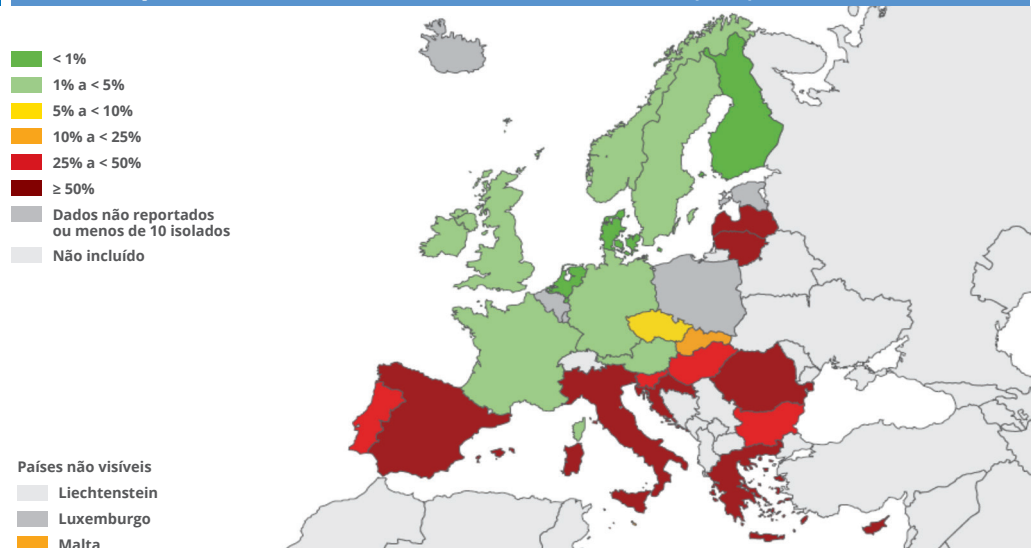 < 1%
1% a < 5%
5% a < 10%
10% a < 25%
25% a < 50%
≥ 50%
Dados não reportados
ou menos de 10 isolados
Não incluído
Países não visíveis
Liechtenstein
Luxemburgo
Malta